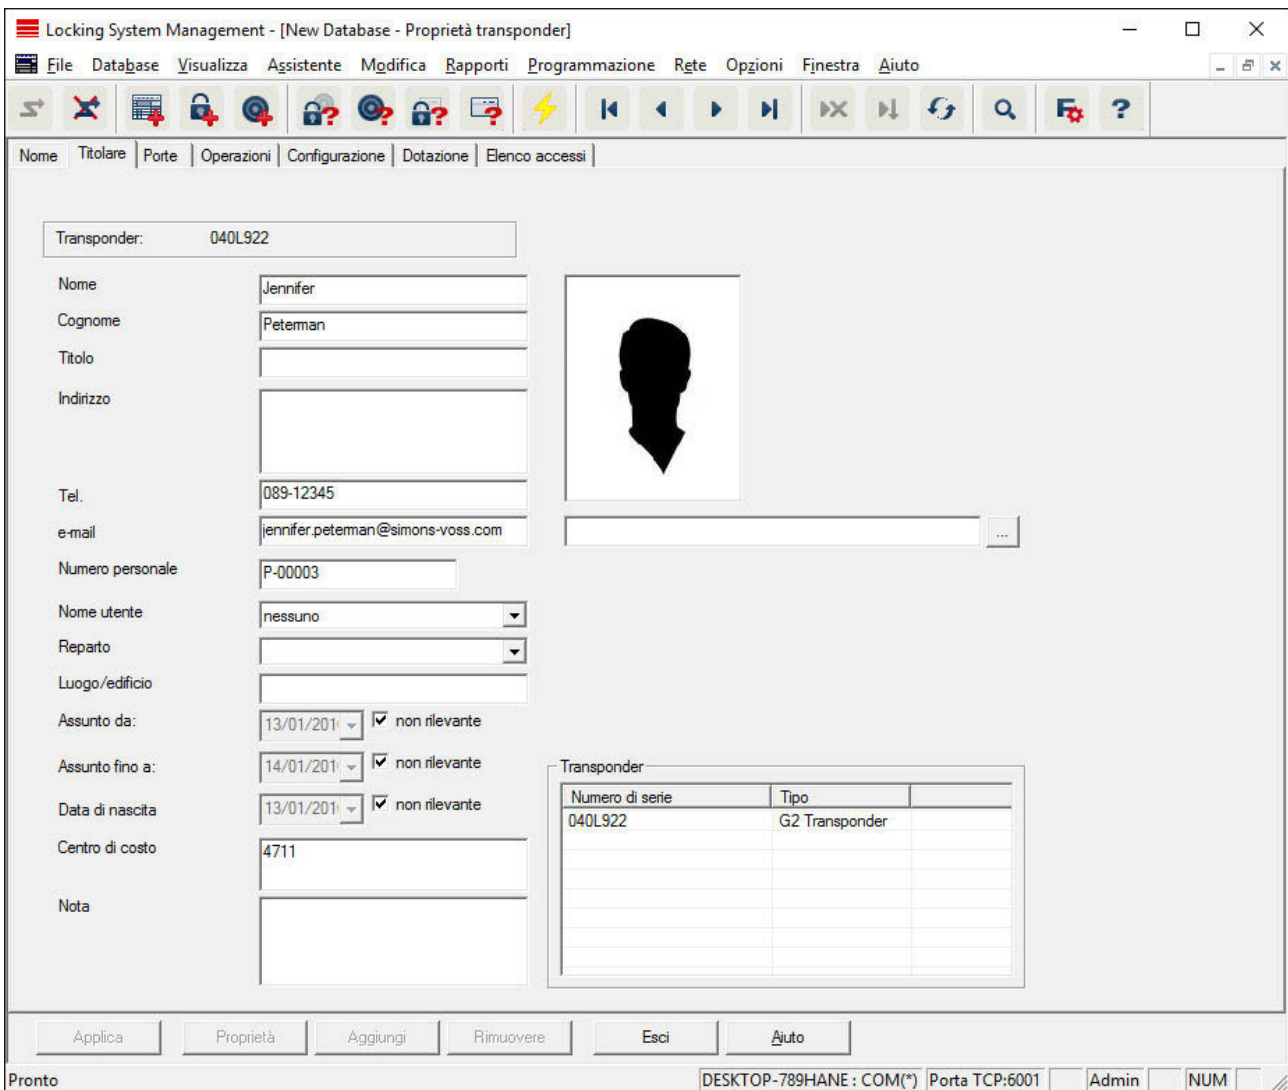 Locking System Management - [New Database - Proprietà transponder]
File Database Visualizza Assistente Modifica Rapporti Programmazione Rete Opzioni Finestra Aiuto
Nome Titolare Porte Operazioni Configurazione Dotazione Elenco accessi
Transponder: 040L922
Nome Jennifer
Cognome Peterman
Titolo
Indirizzo
Tel. 089-12345
e-mail jennifer.peterman@simons-voss.com ...
Numero personale P-00003
Nome utente nessuno
Reparto
Luogo/edificio
Assunto da: 13/01/201 non rilevante
Assunto fino a: 14/01/201 non rilevante
Data di nascita 13/01/201 non rilevante
Centro di costo 4711
Nota
Transponder
Numero di serie Tipo
040L922 G2 Transponder
Applica Proprietà Aggiungi Rimuovere Esci Aiuto
Pronto DESKTOP-789HANE : COM(*) Porta TCP:6001 Admin NUM